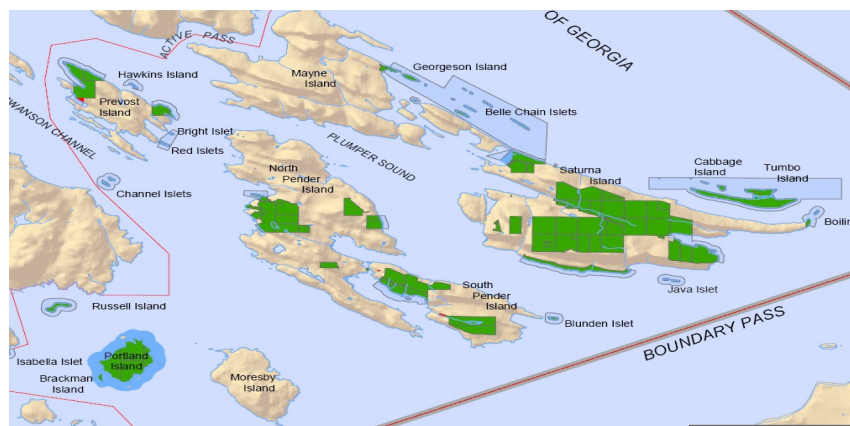 OF GEORGIA
ACTIVE PASS
Georgeson Island
Mayne
Island
Hawkins Island
Prevost
Island
Belle Chain Islets
SWANSON CHANNEL
Bright Islet
Red Islets
PLUMPER SOUND
North
Pender
Island
Saturna
Island
Cabbage
Island
Tumbo
Island
Channel Islets
Boilin
Java Islet
South
Pender
Island
Russell Island
Blunden Islet
BOUNDARY PASS
Portland
Island
Isabella Islet
Brackman
Island
Moresby
Island